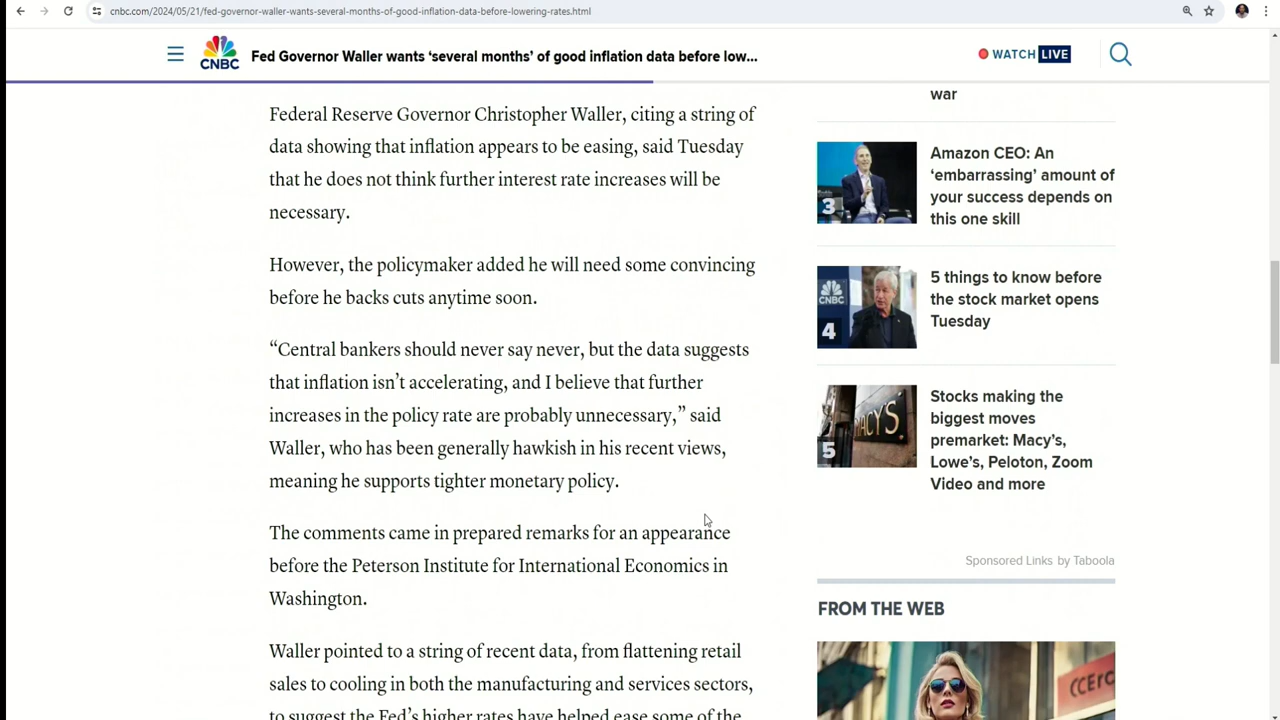 cnbc.com/2024/05/21/fed-governor-waller-wants-several-months-of-good-inflation-data-before-lowering-rates.html
CNBC
Fed Governor Waller wants ‘several months’ of good inflation data before low...
WATCH LIVE
Federal Reserve Governor Christopher Waller, citing a string of
data showing that inflation appears to be easing, said Tuesday
that he does not think further interest rate increases will be
necessary.
However, the policymaker added he will need some convincing
before he backs cuts anytime soon.
“Central bankers should never say never, but the data suggests
that inflation isn’t accelerating, and I believe that further
increases in the policy rate are probably unnecessary,” said
Waller, who has been generally hawkish in his recent views,
meaning he supports tighter monetary policy.
The comments came in prepared remarks for an appearance
before the Peterson Institute for International Economics in
Washington.
Waller pointed to a string of recent data, from flattening retail
sales to cooling in both the manufacturing and services sectors,
to suggest the Fed’s higher rates have helped ease some of the
war
3
Amazon CEO: An
‘embarrassing’ amount of
your success depends on
this one skill
CNBC
4
5 things to know before
the stock market opens
Tuesday
MACY'S
5
Stocks making the
biggest moves
premarket: Macy’s,
Lowe’s, Peloton, Zoom
Video and more
Sponsored Links by Taboola
FROM THE WEB